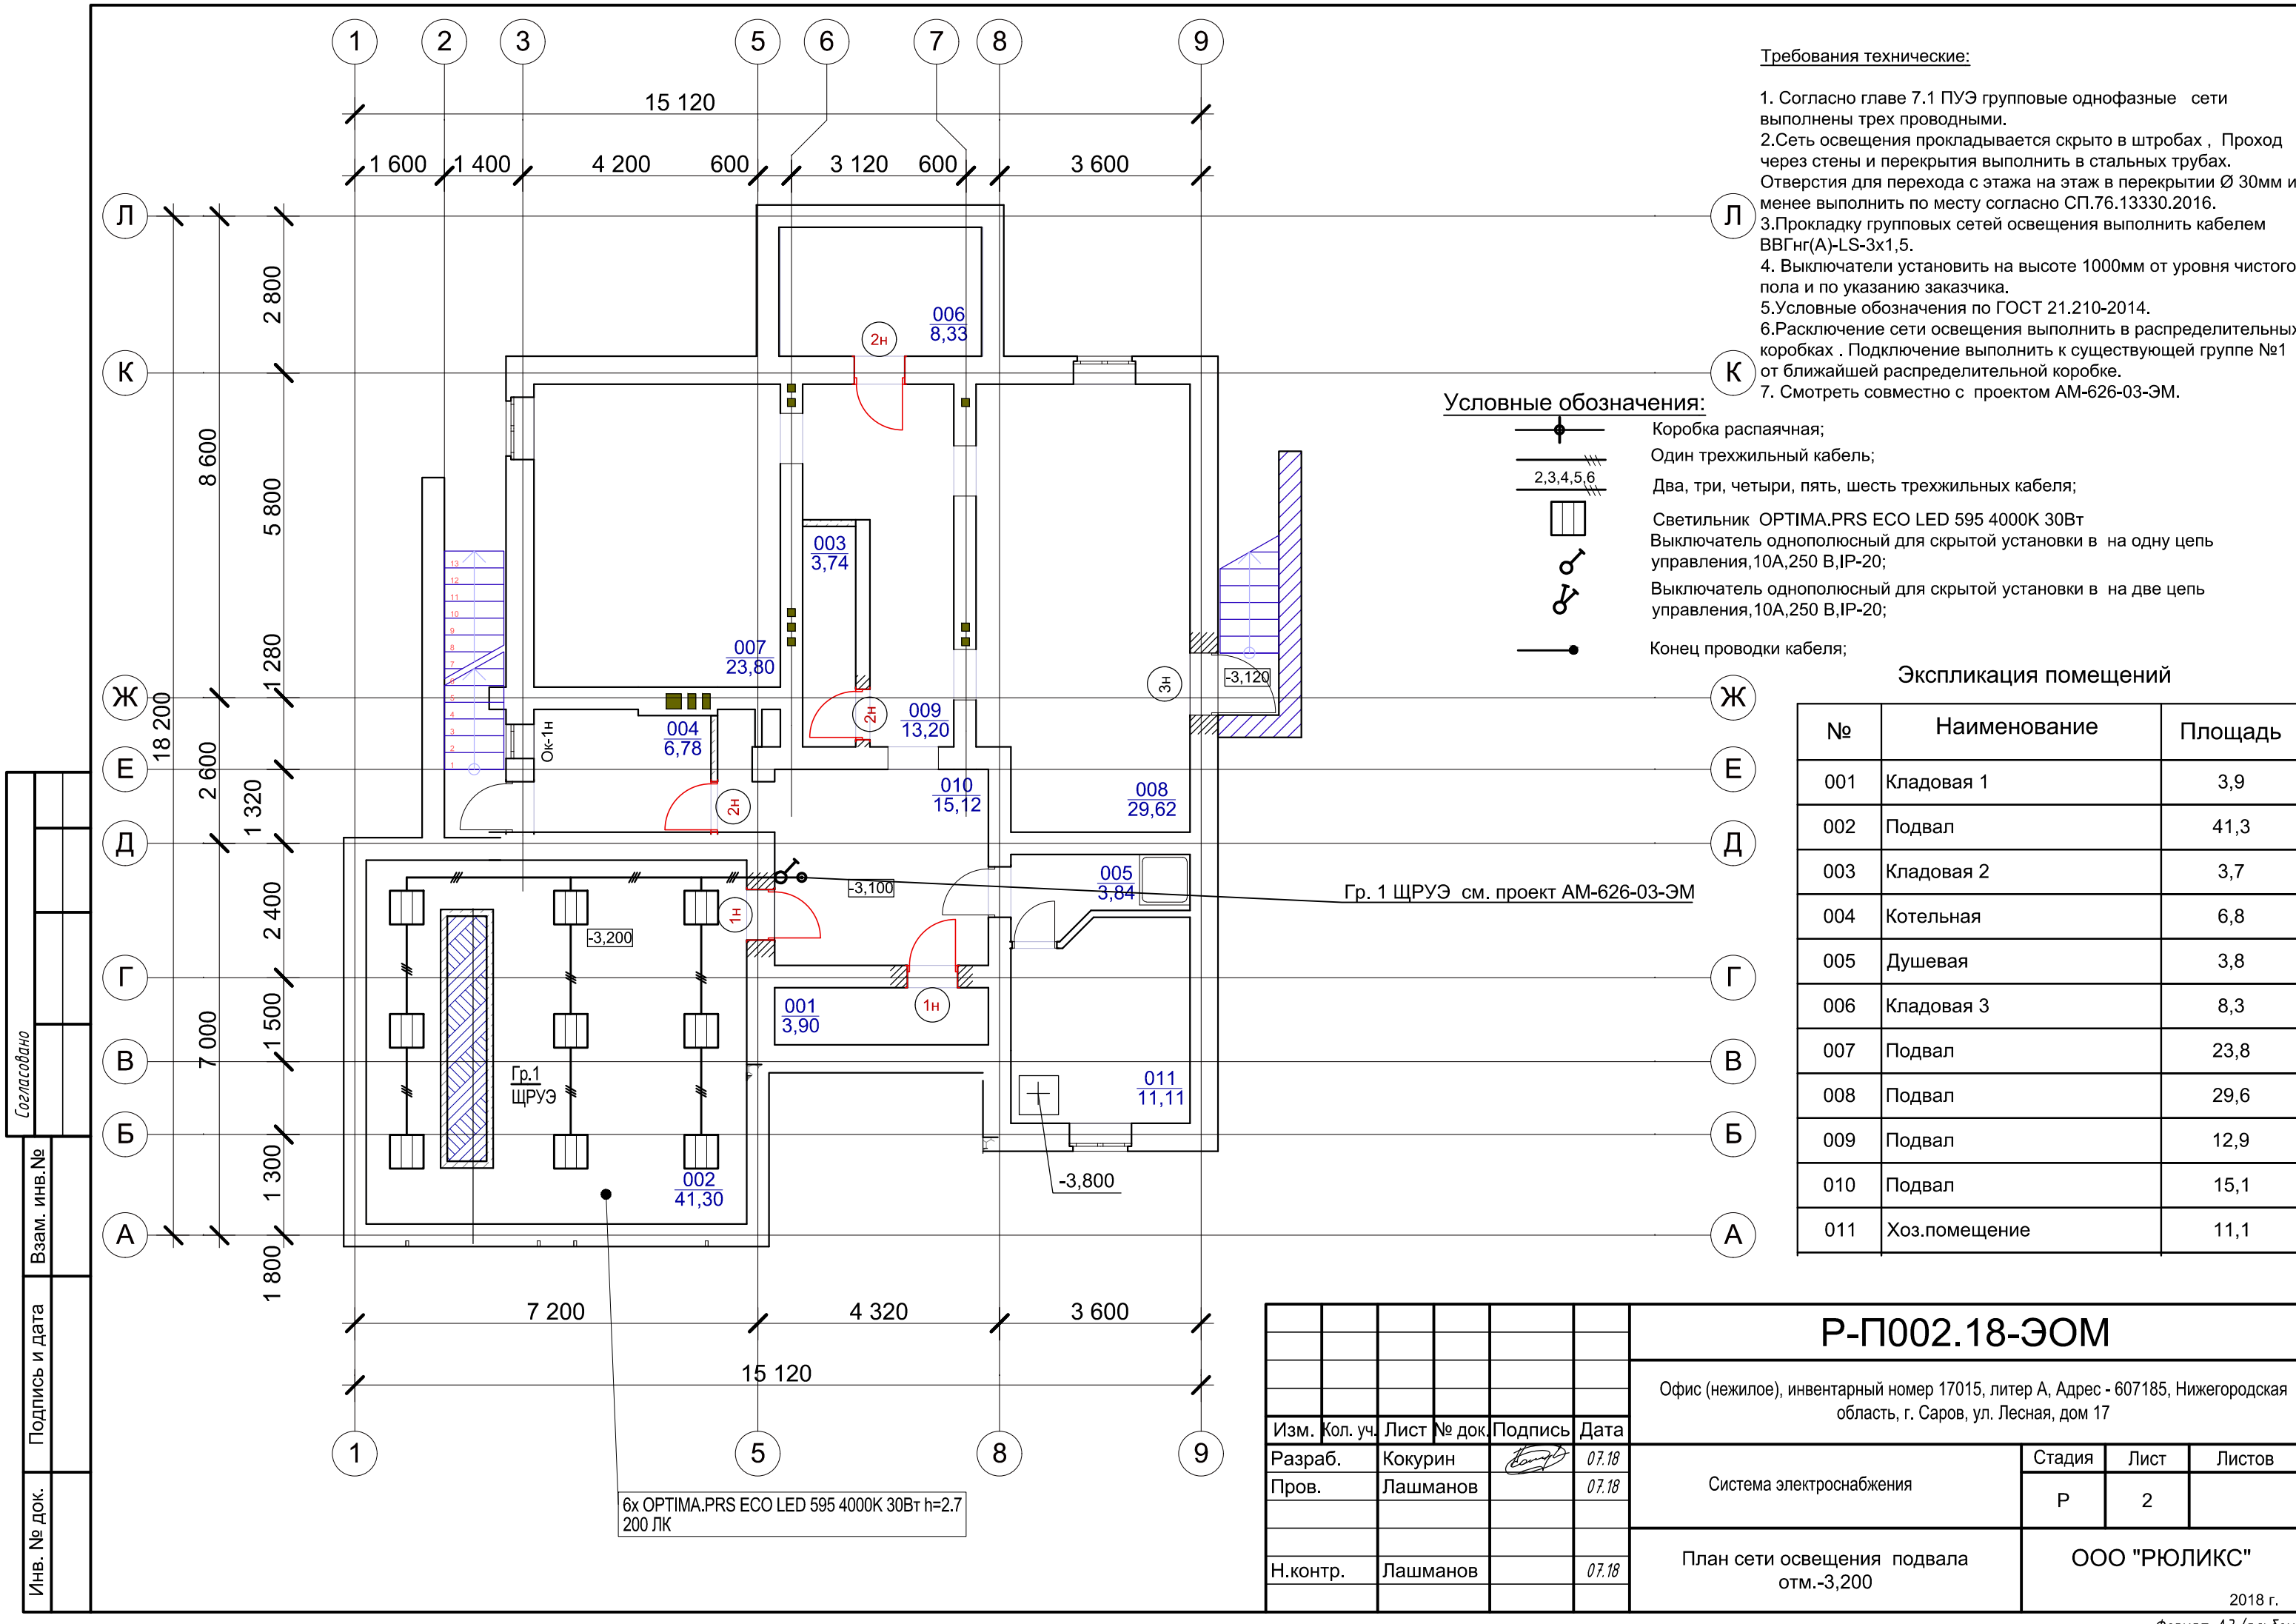 1 2 3 5 6 7 8 9
15 120
1 600 1 400 4 200 600 3 120 600 3 600
Л Л
К К
Ж Ж
Е Е
Д Д
Г Г
В В
Б Б
А А
2 800
8 600
5 800
1 280
18 200
2 600
1 320
2 400
1 500
7 000
1 300
1 800
006
8,33
2н
003
3,74
13
12
11
10
9
8
7
6
5
4
3
2
1
007
23,80
3н
-3,120
2н
009
13,20
004
6,78
Ок-1н
010
15,12
008
29,62
2н
005
3,84
-3,100
Гр. 1 ЩРУЭ см. проект АМ-626-03-ЭМ
1н
-3,200
001
3,90
1н
Гр.1
ЩРУЭ
011
11,11
002
41,30
-3,800
7 200 4 320 3 600
15 120
1 5 8 9
6x OPTIMA.PRS ECO LED 595 4000K 30Вт h=2.7
200 ЛК
Требования технические:
1. Согласно главе 7.1 ПУЭ групповые однофазные сети
выполнены трех проводными.
2.Сеть освещения прокладывается скрыто в штробах , Проход
через стены и перекрытия выполнить в стальных трубах.
Отверстия для перехода с этажа на этаж в перекрытии Ø 30мм и
менее выполнить по месту согласно СП.76.13330.2016.
3.Прокладку групповых сетей освещения выполнить кабелем
ВВГнг(А)-LS-3х1,5.
4. Выключатели установить на высоте 1000мм от уровня чистого
пола и по указанию заказчика.
5.Условные обозначения по ГОСТ 21.210-2014.
6.Расключение сети освещения выполнить в распределительных
коробках . Подключение выполнить к существующей группе №1
от ближайшей распределительной коробке.
7. Смотреть совместно с проектом АМ-626-03-ЭМ.
Условные обозначения:
Коробка распаячная;
Один трехжильный кабель;
2,3,4,5,6
Два, три, четыри, пять, шесть трехжильных кабеля;
Светильник OPTIMA.PRS ECO LED 595 4000K 30Вт
Выключатель однополюсный для скрытой установки в на одну цепь
управления,10А,250 В,IP-20;
Выключатель однополюсный для скрытой установки в на две цепь
управления,10А,250 В,IP-20;
Конец проводки кабеля;
Экспликация помещений
№ Наименование Площадь
001 Кладовая 1 3,9
002 Подвал 41,3
003 Кладовая 2 3,7
004 Котельная 6,8
005 Душевая 3,8
006 Кладовая 3 8,3
007 Подвал 23,8
008 Подвал 29,6
009 Подвал 12,9
010 Подвал 15,1
011 Хоз.помещение 11,1
Согласовано
Взам. инв.№
Подпись и дата
Инв. № док.
Р-П002.18-ЭОМ
Офис (нежилое), инвентарный номер 17015, литер А, Адрес - 607185, Нижегородская
область, г. Саров, ул. Лесная, дом 17
Изм. Кол. уч. Лист № док. Подпись Дата
Разраб. Кокурин 07.18
Пров. Лашманов 07.18
Н.контр. Лашманов 07.18
Система электроснабжения
Стадия Лист Листов
Р 2
План сети освещения подвала
отм.-3,200
ООО "РЮЛИКС"
2018 г.